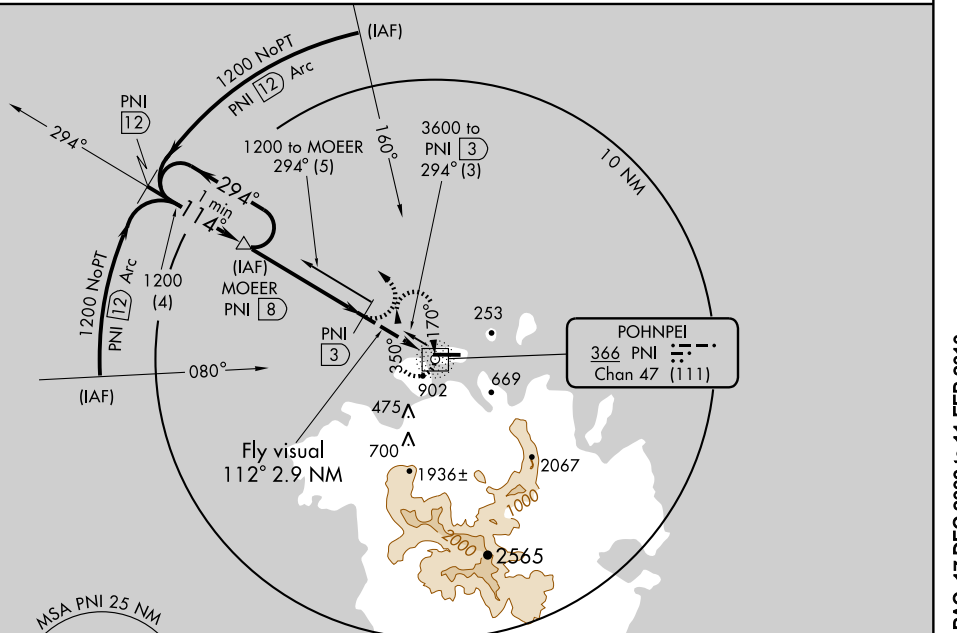 (IAF)
1200 NoPT
PNI 12 Arc
PNI
12
294°
160°
1200 to MOEER
294° (5)
3600 to
PNI 3
294° (3)
10 NM
294°
1 min
114°
1200 NoPT
PNI 12 Arc
1200
(4)
(IAF)
MOEER
PNI 8
PNI
3
170°
350°
253
POHNPEI
366 PNI
Chan 47 (111)
080°
(IAF)
902
669
475
700
Fly visual
112° 2.9 NM
1936±
2067
1000
2000
2565
MSA PNI 25 NM